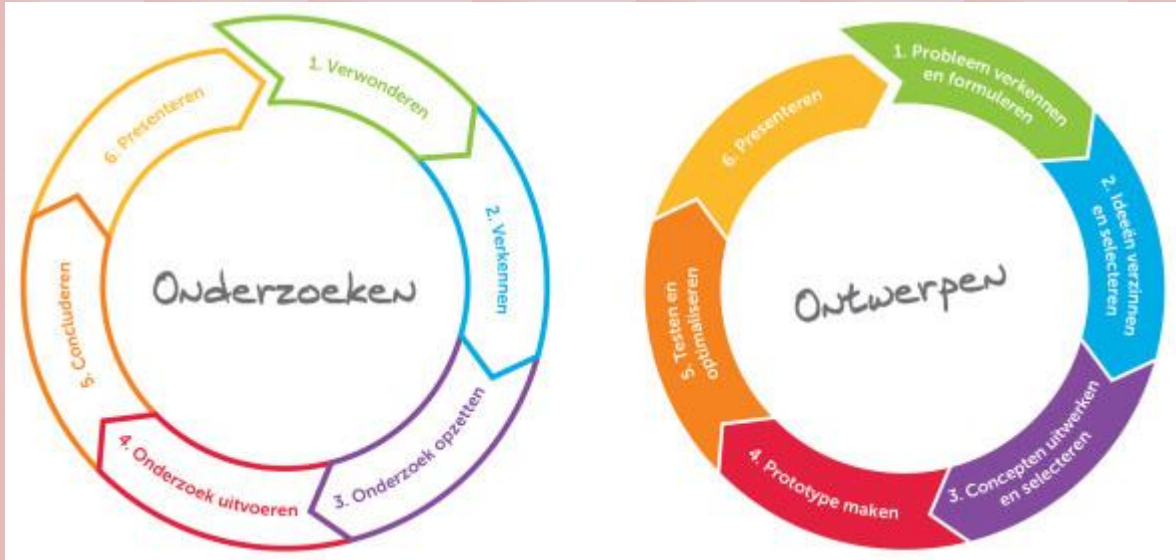 1. Verwonderen
2. Verkennen
3. Onderzoek opzetten
4. Onderzoek uitvoeren
5. Concluderen
6. Presenteren
Onderzoeken
1. Probleem verkennen
en formuleren
2. Ideeën verzinnen
en selecteren
3. Concepten uitwerken
en selecteren
4. Prototype maken
5. Testen en
optimaliseren
6. Presenteren
Ontwerpen